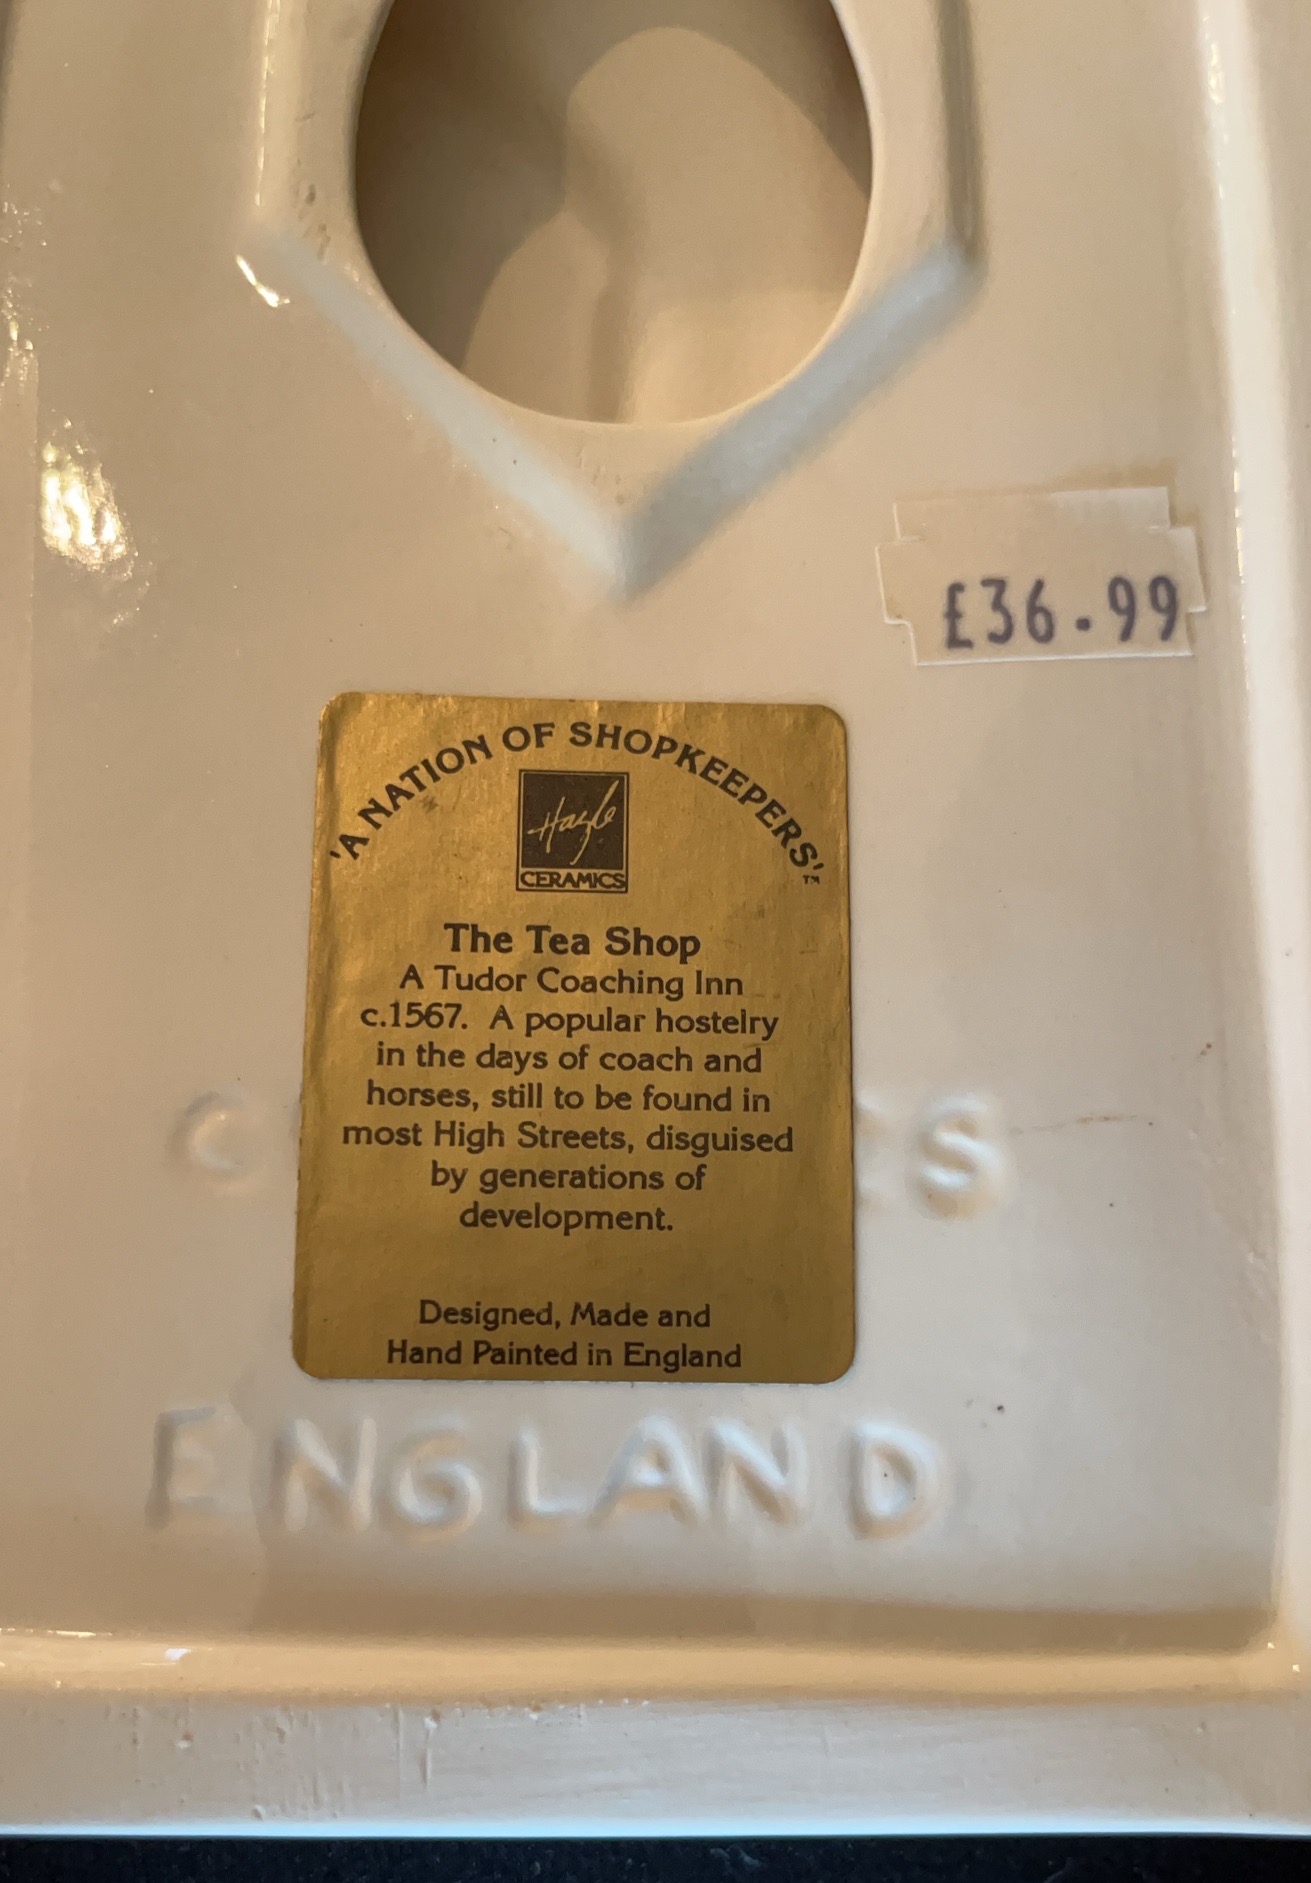 £36.99
'A NATION OF SHOPKEEPERS'™
Hazle
CERAMICS
The Tea Shop
A Tudor Coaching Inn
c.1567. A popular hostelry
in the days of coach and
horses, still to be found in
most High Streets, disguised
by generations of
development.
Designed, Made and
Hand Painted in England
C S
ENGLAND